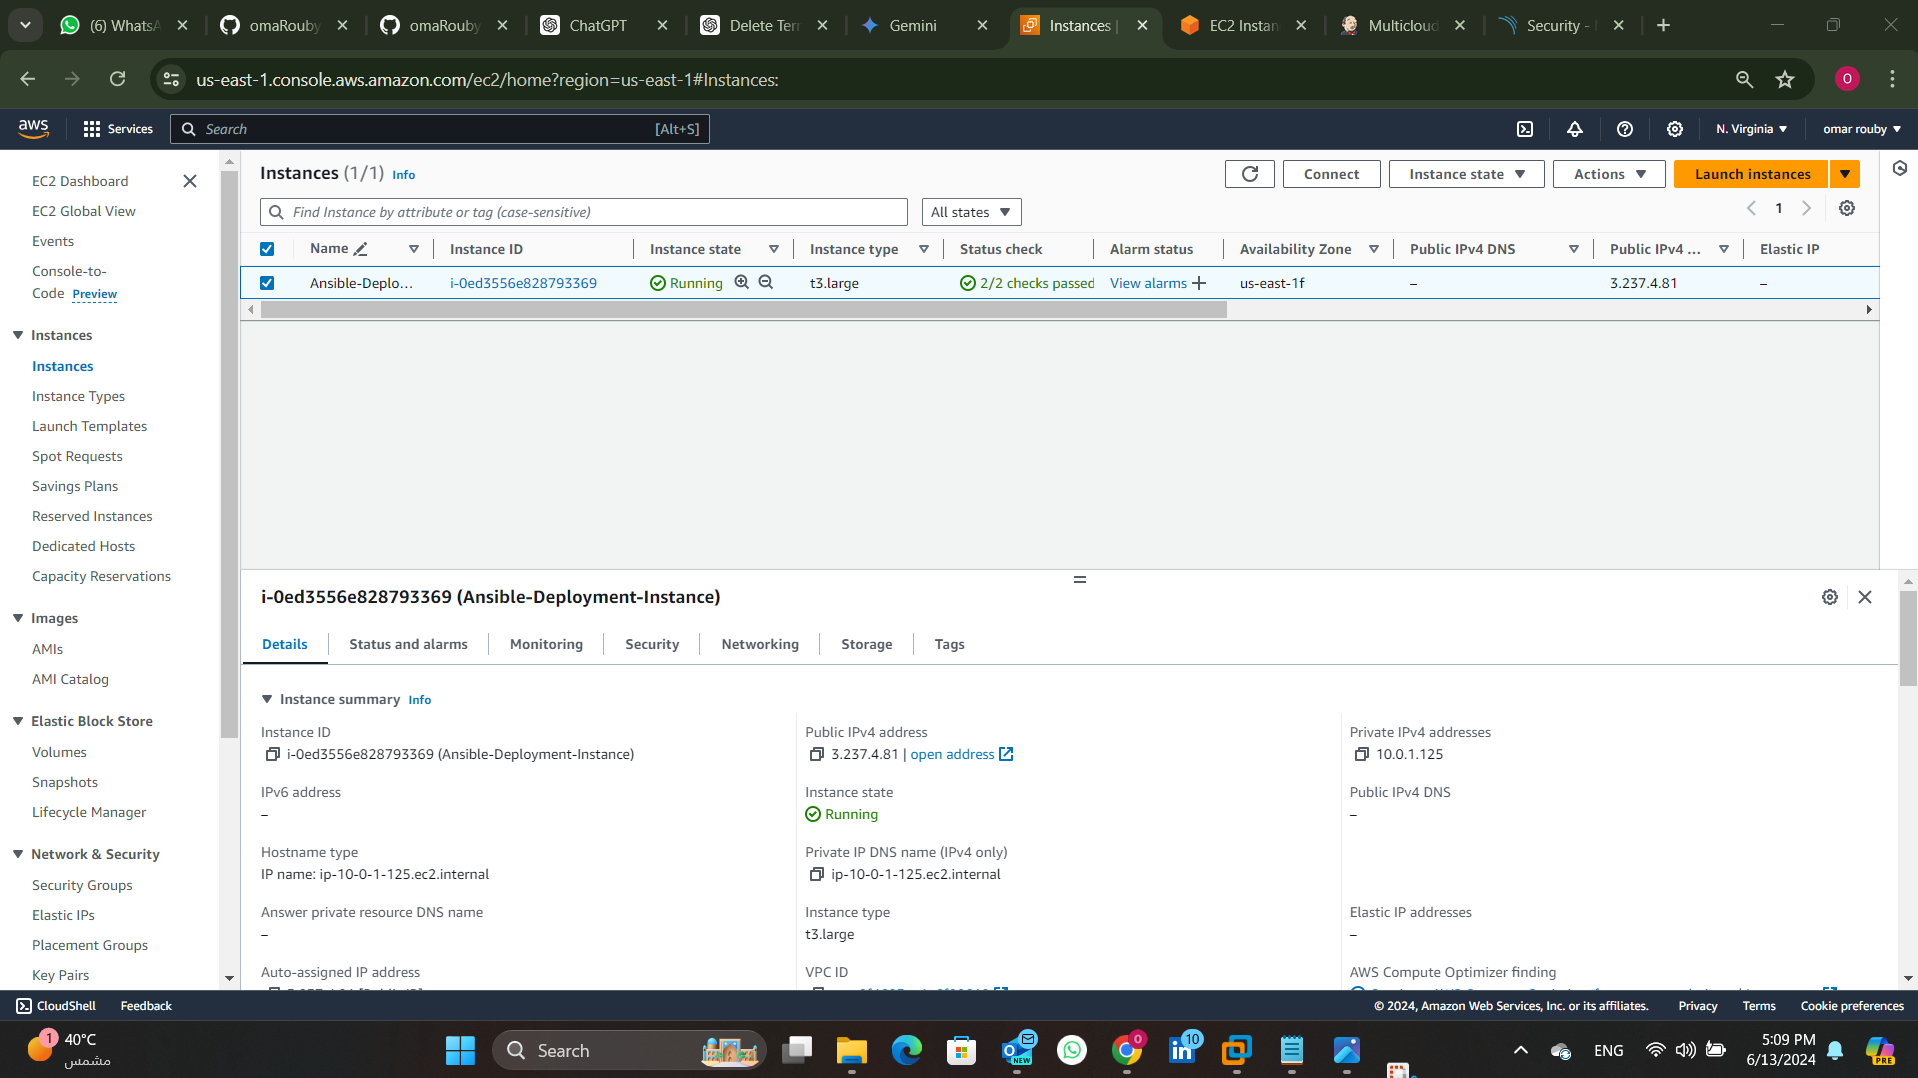 (6) WhatsA
omaRouby
omaRouby
ChatGPT
Delete Terr
Gemini
Instances |
EC2 Instan
Multicloud
Security -
us-east-1.console.aws.amazon.com/ec2/home?region=us-east-1#Instances:
O
aws
Services
Search
[Alt+S]
N. Virginia
omar rouby
EC2 Dashboard
EC2 Global View
Events
Console-to-
Code Preview
Instances
Instances
Instance Types
Launch Templates
Spot Requests
Savings Plans
Reserved Instances
Dedicated Hosts
Capacity Reservations
Images
AMIs
AMI Catalog
Elastic Block Store
Volumes
Snapshots
Lifecycle Manager
Network & Security
Security Groups
Elastic IPs
Placement Groups
Key Pairs
Instances (1/1) Info
Connect
Instance state
Actions
Launch instances
Find Instance by attribute or tag (case-sensitive)
All states
1
Name Instance ID Instance state Instance type Status check Alarm status Availability Zone Public IPv4 DNS Public IPv4 ... Elastic IP
Ansible-Deplo... i-0ed3556e828793369 Running t3.large 2/2 checks passed View alarms us-east-1f – 3.237.4.81 –
i-0ed3556e828793369 (Ansible-Deployment-Instance)
Details Status and alarms Monitoring Security Networking Storage Tags
Instance summary Info
Instance ID
i-0ed3556e828793369 (Ansible-Deployment-Instance)
Public IPv4 address
3.237.4.81 | open address
Private IPv4 addresses
10.0.1.125
IPv6 address
–
Instance state
Running
Public IPv4 DNS
–
Hostname type
IP name: ip-10-0-1-125.ec2.internal
Private IP DNS name (IPv4 only)
ip-10-0-1-125.ec2.internal
Answer private resource DNS name
–
Instance type
t3.large
Elastic IP addresses
–
Auto-assigned IP address
VPC ID
AWS Compute Optimizer finding
CloudShell
Feedback
© 2024, Amazon Web Services, Inc. or its affiliates.
Privacy
Terms
Cookie preferences
1
40°C
مشمس
Search
NEW
0
10
ENG
5:09 PM
6/13/2024
PRE